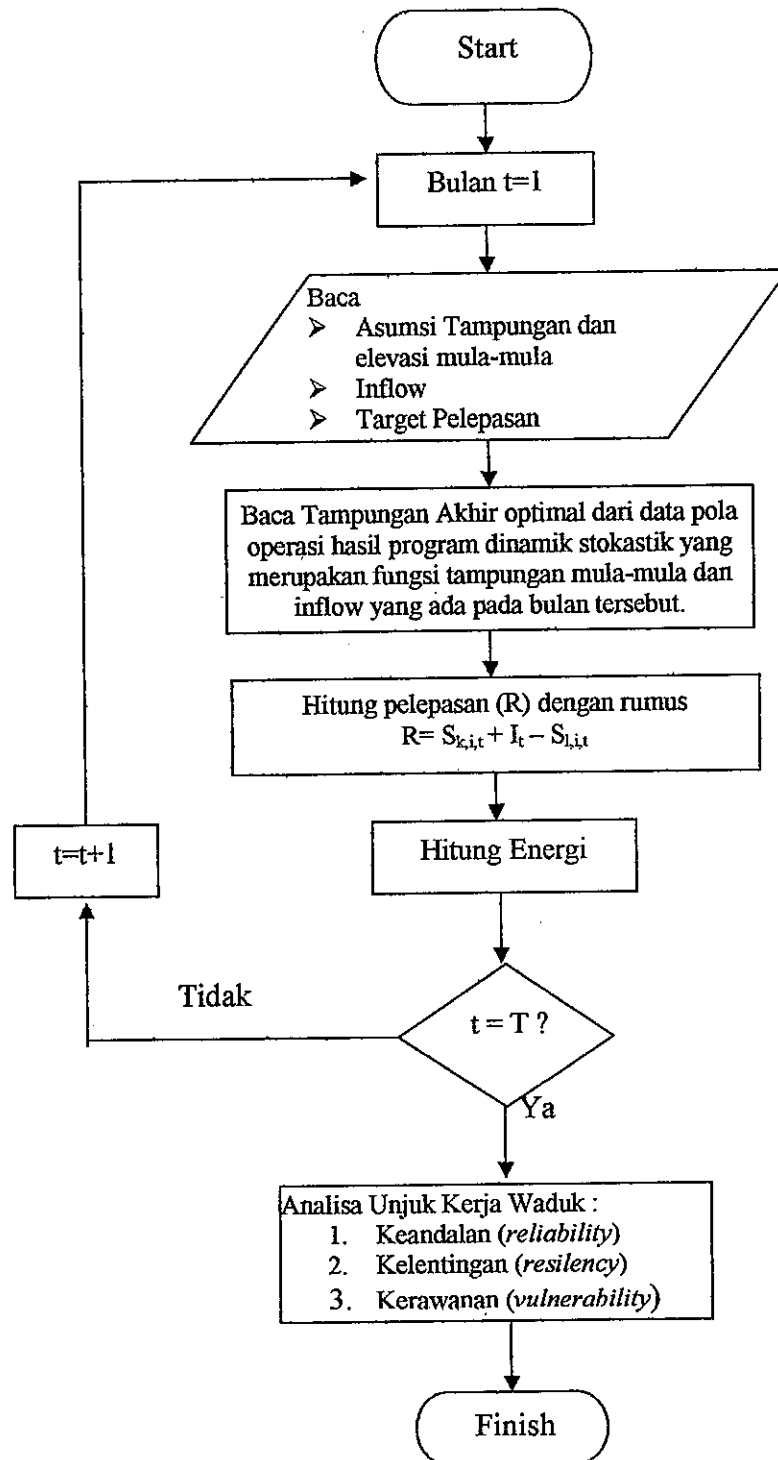 Start
Bulan t=1
Baca
➢ Asumsi Tampungan dan
elevasi mula-mula
➢ Inflow
➢ Target Pelepasan
Baca Tampungan Akhir optimal dari data pola
operasi hasil program dinamik stokastik yang
merupakan fungsi tampungan mula-mula dan
inflow yang ada pada bulan tersebut.
Hitung pelepasan (R) dengan rumus
R= S_{k,i,t} + I_t – S_{l,i,t}
t=t+1
Hitung Energi
Tidak
t = T ?
Ya
Analisa Unjuk Kerja Waduk :
1. Keandalan (reliability)
2. Kelentingan (resilency)
3. Kerawanan (vulnerability)
Finish